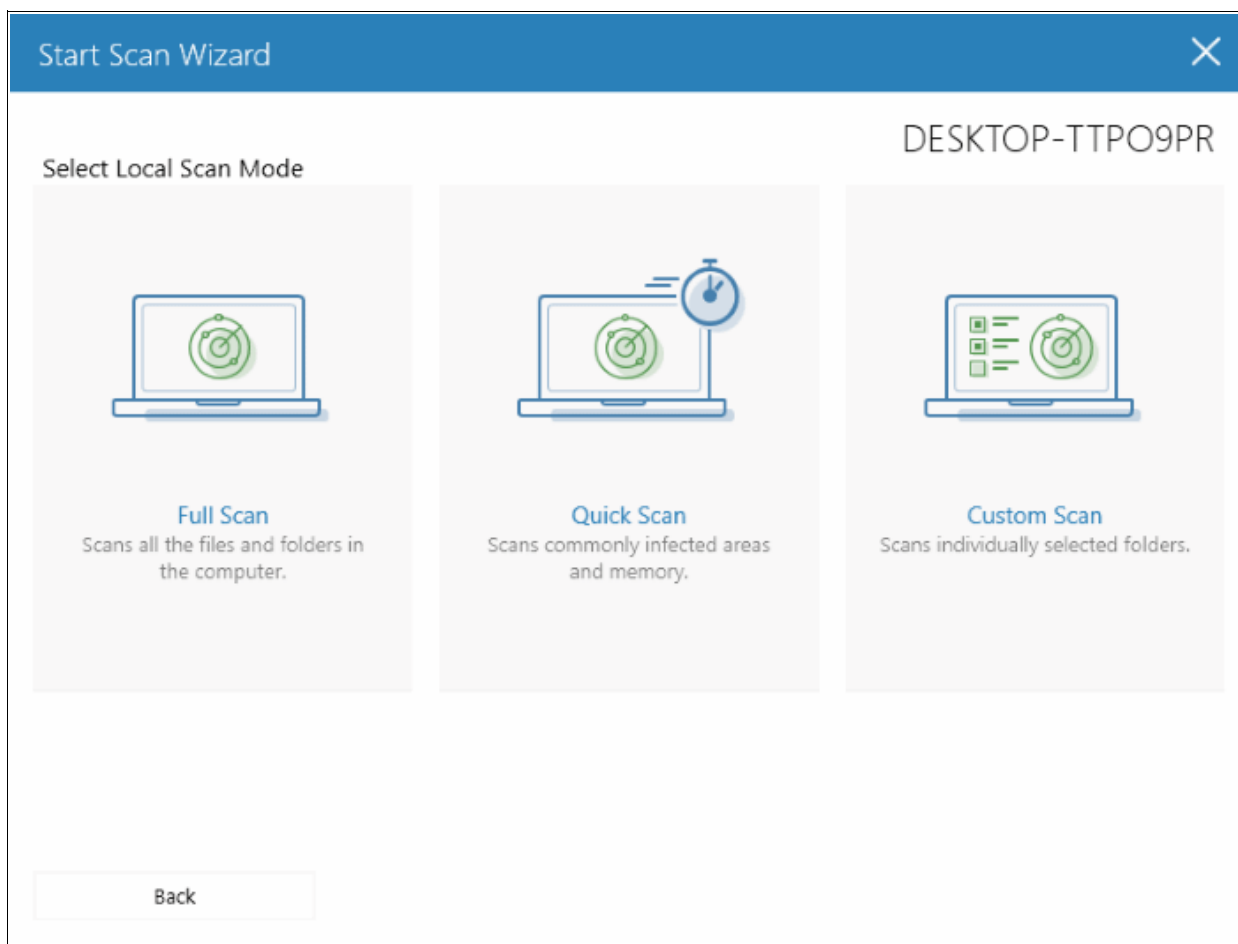 Start Scan Wizard
DESKTOP-TTPO9PR
Select Local Scan Mode
Full Scan
Scans all the files and folders in
the computer.
Quick Scan
Scans commonly infected areas
and memory.
Custom Scan
Scans individually selected folders.
Back